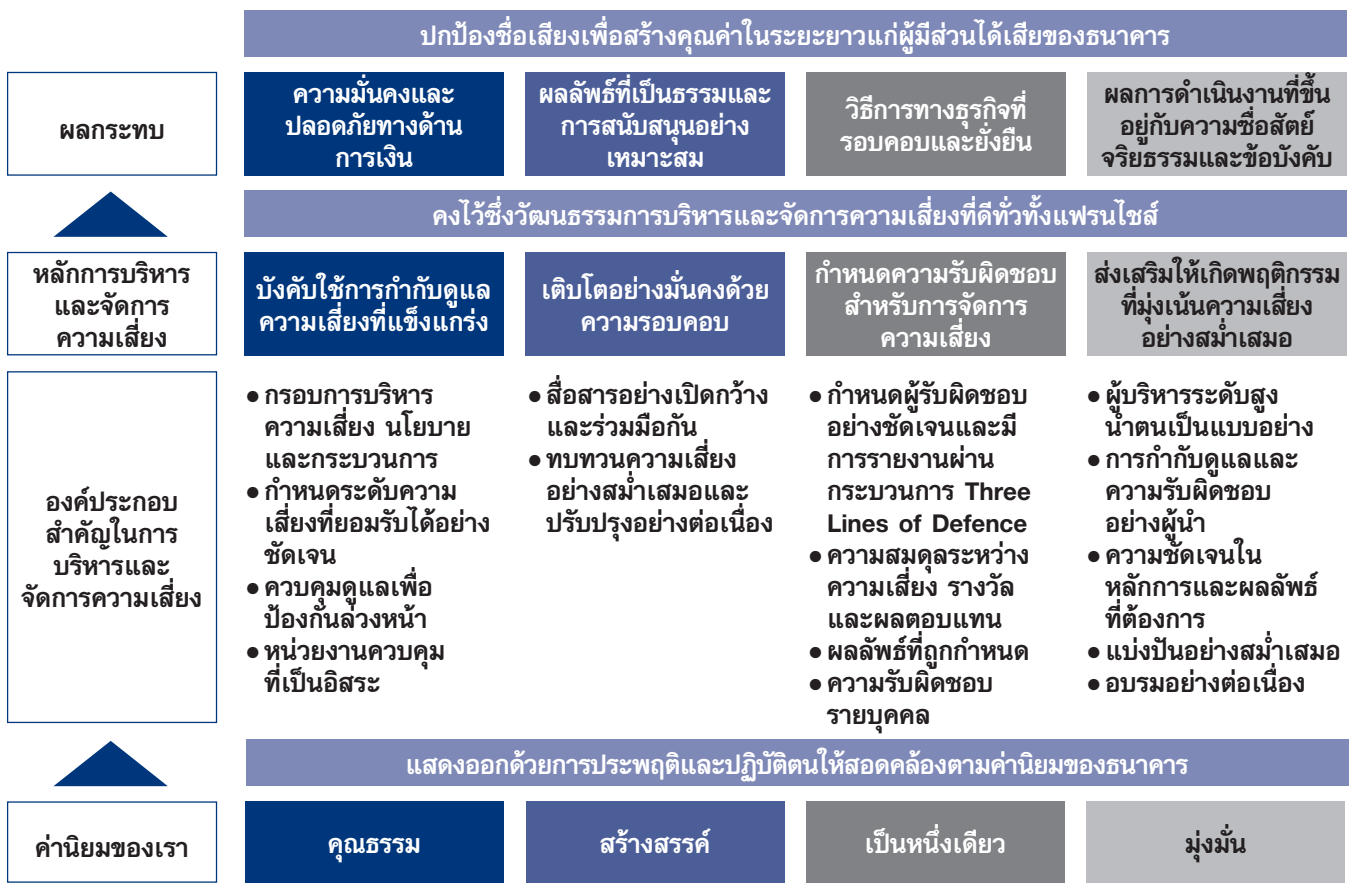 ปกป้องชื่อเสียงเพื่อสร้างคุณค่าในระยะยาวแก่ผู้มีส่วนได้เสียของธนาคาร
ผลกระทบ
ความมั่นคงและ
ปลอดภัยทางด้าน
การเงิน
ผลลัพธ์ที่เป็นธรรมและ
การสนับสนุนอย่าง
เหมาะสม
วิธีการทางธุรกิจที่
รอบคอบและยั่งยืน
ผลการดำเนินงานที่ขึ้น
อยู่กับความซื่อสัตย์
จริยธรรมและข้อบังคับ
คงไว้ซึ่งวัฒนธรรมการบริหารและจัดการความเสี่ยงที่ดีทั่วทั้งแฟรนไชส์
หลักการบริหาร
และจัดการ
ความเสี่ยง
บังคับใช้การกำกับดูแล
ความเสี่ยงที่แข็งแกร่ง
เติบโตอย่างมั่นคงด้วย
ความรอบคอบ
กำหนดความรับผิดชอบ
สำหรับการจัดการ
ความเสี่ยง
ส่งเสริมให้เกิดพฤติกรรม
ที่มุ่งเน้นความเสี่ยง
อย่างสม่ำเสมอ
องค์ประกอบ
สำคัญในการ
บริหารและ
จัดการความเสี่ยง
● กรอบการบริหาร
ความเสี่ยง นโยบาย
และกระบวนการ
● กำหนดระดับความ
เสี่ยงที่ยอมรับได้อย่าง
ชัดเจน
● ควบคุมดูแลเพื่อ
ป้องกันล่วงหน้า
● หน่วยงานควบคุม
ที่เป็นอิสระ
● สื่อสารอย่างเปิดกว้าง
และร่วมมือกัน
● ทบทวนความเสี่ยง
อย่างสม่ำเสมอและ
ปรับปรุงอย่างต่อเนื่อง
● กำหนดผู้รับผิดชอบ
อย่างชัดเจนและมี
การรายงานผ่าน
กระบวนการ Three
Lines of Defence
● ความสมดุลระหว่าง
ความเสี่ยง รางวัล
และผลตอบแทน
● ผลลัพธ์ที่ถูกกำหนด
● ความรับผิดชอบ
รายบุคคล
● ผู้บริหารระดับสูง
นำตนเป็นแบบอย่าง
● การกำกับดูแลและ
ความรับผิดชอบ
อย่างผู้นำ
● ความชัดเจนใน
หลักการและผลลัพธ์
ที่ต้องการ
● แบ่งปันอย่างสม่ำเสมอ
● อบรมอย่างต่อเนื่อง
แสดงออกด้วยการประพฤติและปฏิบัติตนให้สอดคล้องตามค่านิยมของธนาคาร
ค่านิยมของเรา
คุณธรรม
สร้างสรรค์
เป็นหนึ่งเดียว
มุ่งมั่น